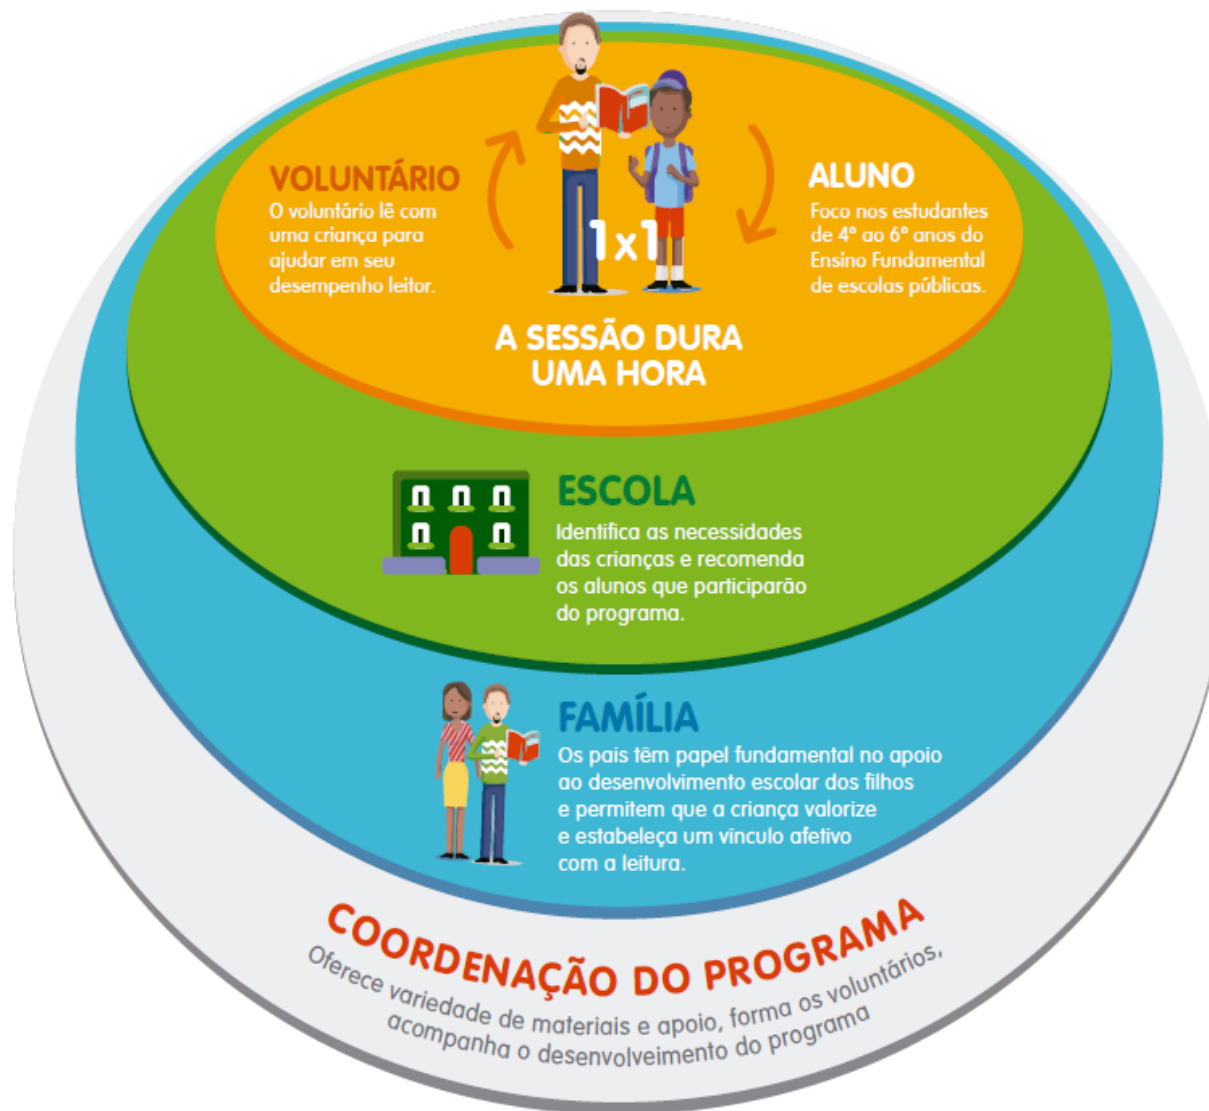 VOLUNTÁRIO
O voluntário lê com
uma criança para
ajudar em seu
desempenho leitor.
1x1
ALUNO
Foco nos estudantes
de 4º ao 6º anos do
Ensino Fundamental
de escolas públicas.
A SESSÃO DURA
UMA HORA
ESCOLA
Identifica as necessidades
das crianças e recomenda
os alunos que participarão
do programa.
FAMÍLIA
Os pais têm papel fundamental no apoio
ao desenvolvimento escolar dos filhos
e permitem que a criança valorize
e estabeleça um vínculo afetivo
com a leitura.
COORDENAÇÃO DO PROGRAMA
Oferece variedade de materiais e apoio, forma os voluntários,
acompanha o desenvolveimento do programa